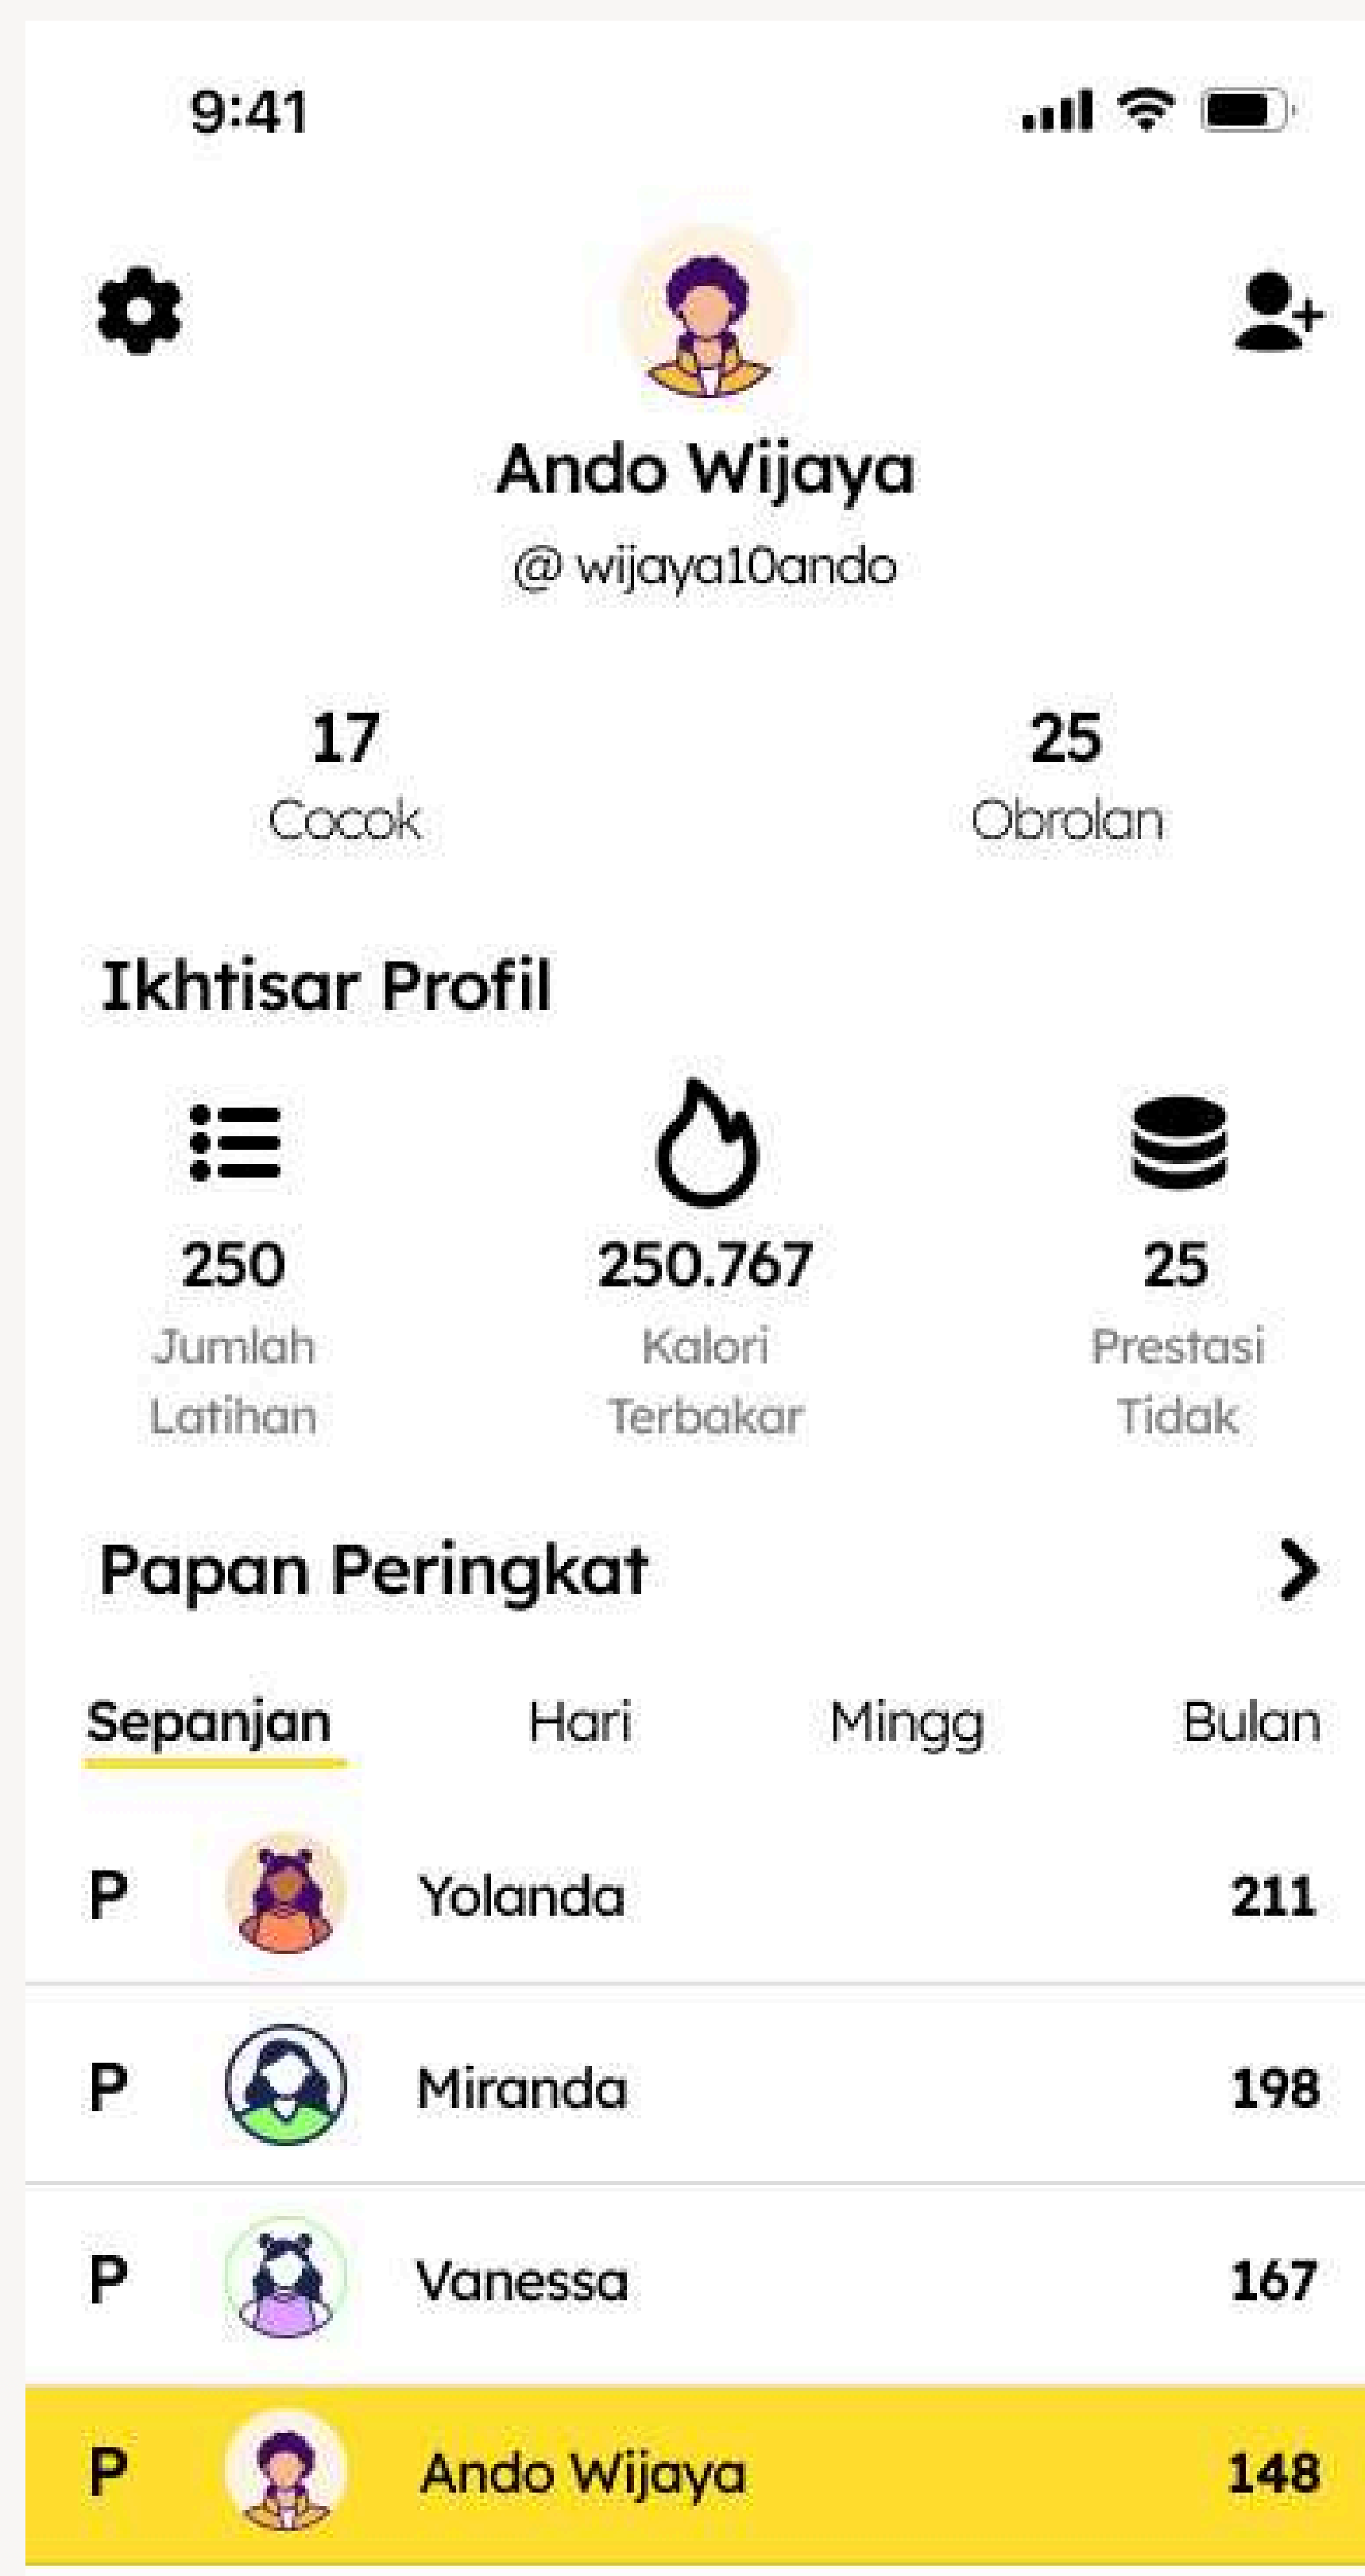 9:41
Ando Wijaya
@ wijaya10ando
17 25
Cocok Obrolan
Ikhtisar Profil
250 250.767 25
Jumlah Kalori Prestasi
Latihan Terbakar Tidak
Papan Peringkat
Sepanjan Hari Mingg Bulan
P Yolanda 211
P Miranda 198
P Vanessa 167
P Ando Wijaya 148